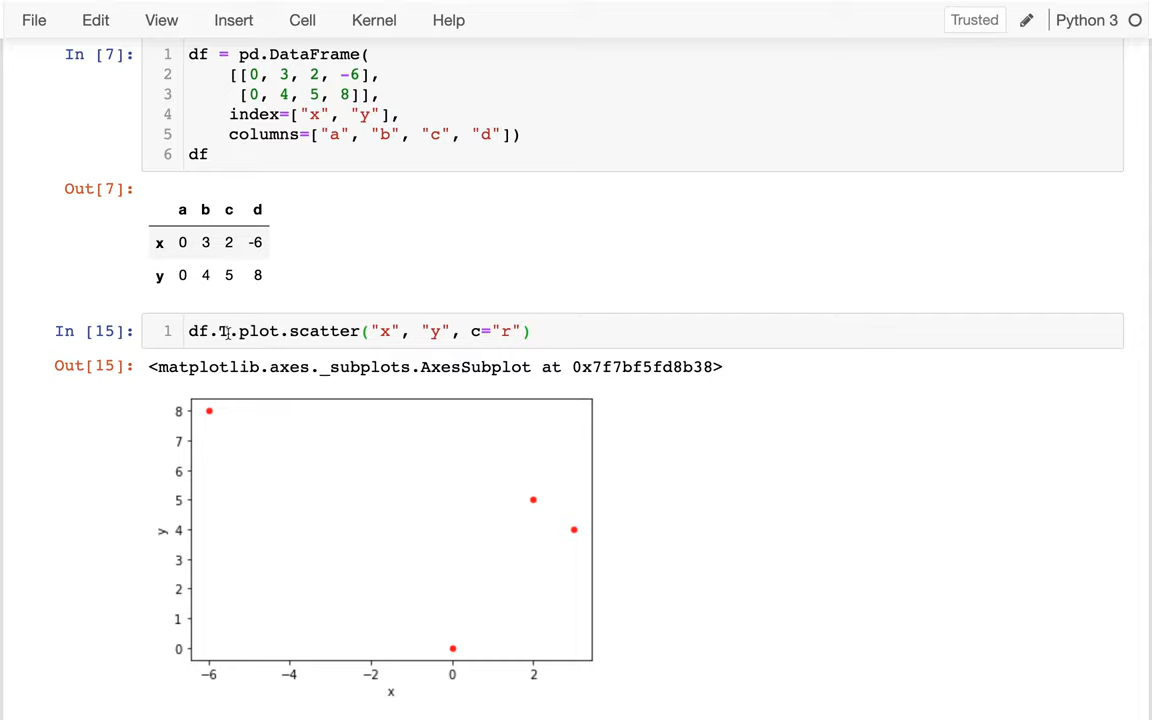 File Edit View Insert Cell Kernel Help Trusted Python 3
In [7]: 1 df = pd.DataFrame(
2 [[0, 3, 2, -6],
3 [0, 4, 5, 8]],
4 index=["x", "y"],
5 columns=["a", "b", "c", "d"])
6 df
Out[7]:
a b c d
x 0 3 2 -6
y 0 4 5 8
In [15]: 1 df.T.plot.scatter("x", "y", c="r")
Out[15]: <matplotlib.axes._subplots.AxesSubplot at 0x7f7bf5fd8b38>
8
7
6
5
y 4
3
2
1
0
−6 −4 −2 0 2
x